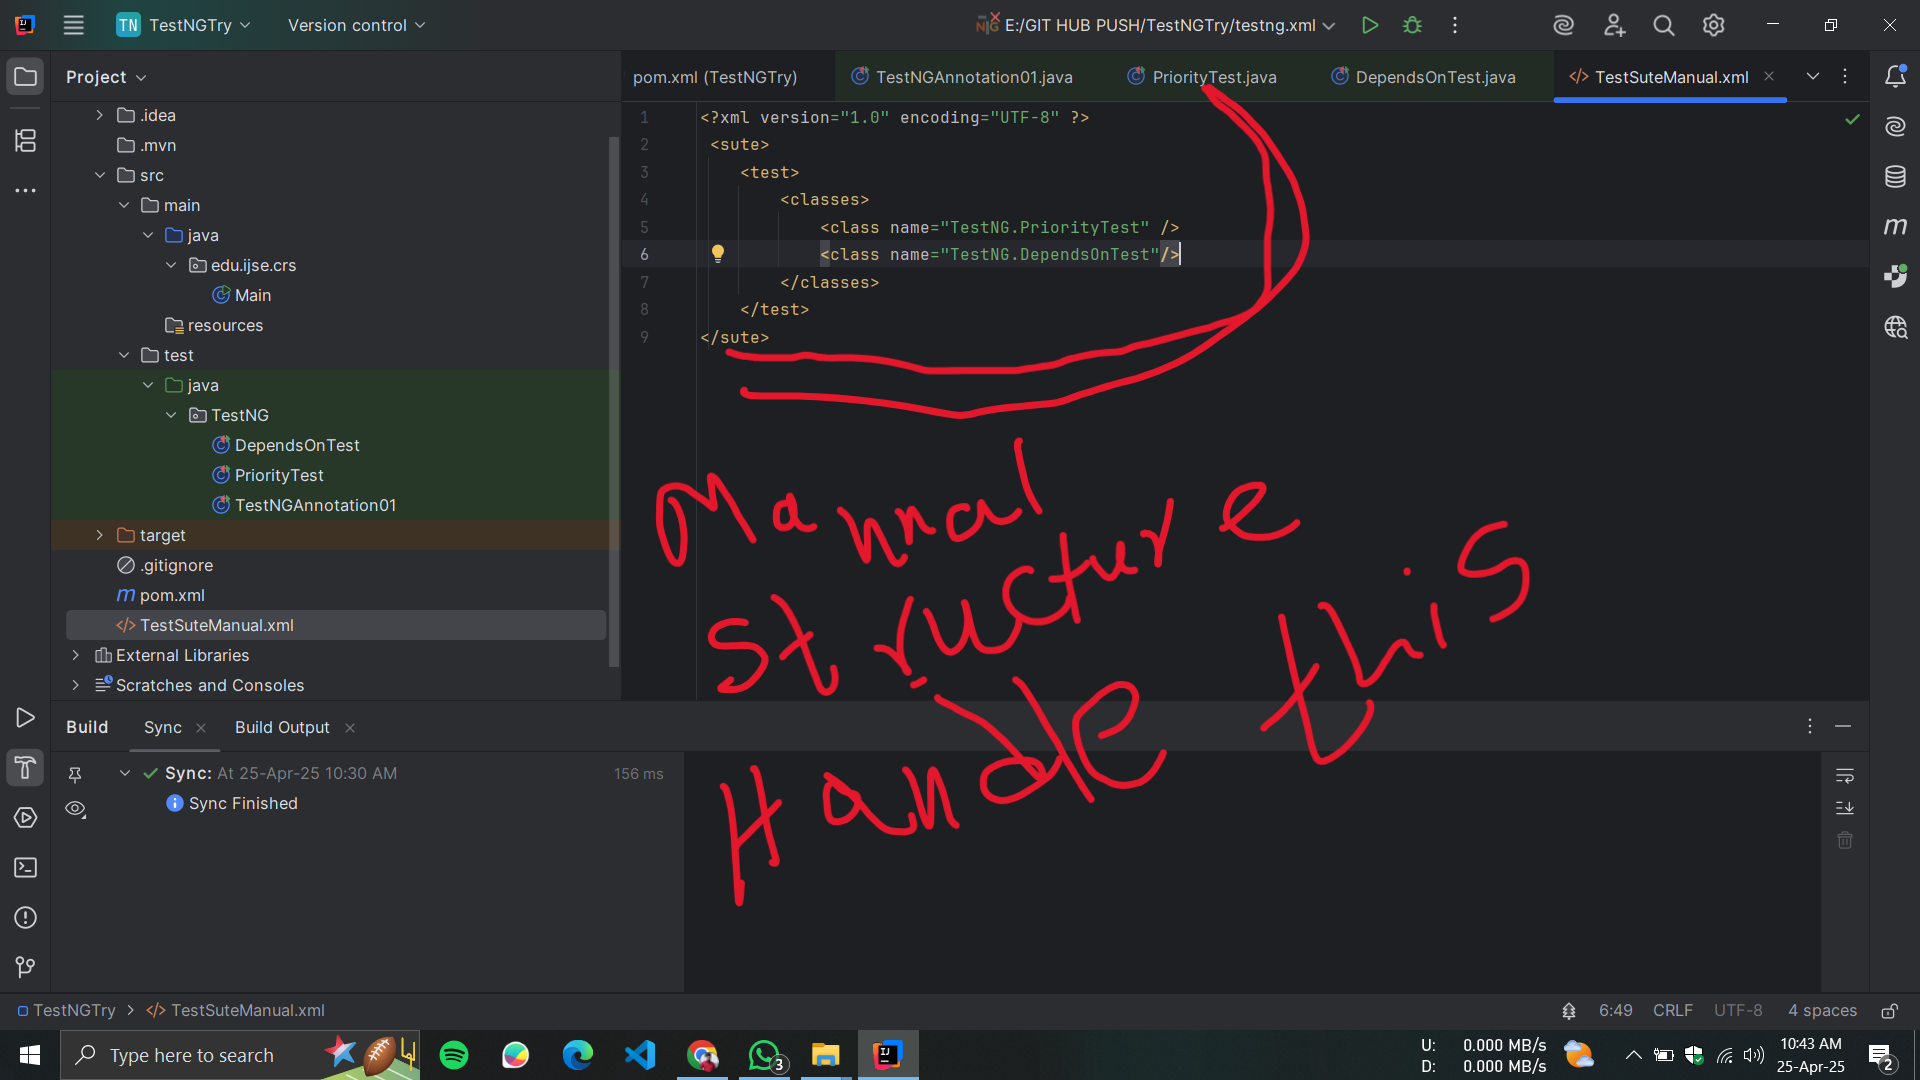 TN TestNGTry Version control E:/GIT HUB PUSH/TestNGTry/testng.xml
Project
pom.xml (TestNGTry) TestNGAnnotation01.java PriorityTest.java DependsOnTest.java TestSuteManual.xml
.idea
.mvn
src
main
java
edu.ijse.crs
Main
resources
test
java
TestNG
DependsOnTest
PriorityTest
TestNGAnnotation01
target
.gitignore
pom.xml
TestSuteManual.xml
External Libraries
Scratches and Consoles
1 <?xml version="1.0" encoding="UTF-8" ?>
2 <sute>
3 <test>
4 <classes>
5 <class name="TestNG.PriorityTest" />
6 <class name="TestNG.DependsOnTest"/>
7 </classes>
8 </test>
9 </sute>
Mannal
structure
Handle this
Build Sync Build Output
Sync: At 25-Apr-25 10:30 AM 156 ms
Sync Finished
TestNGTry > TestSuteManual.xml 6:49 CRLF UTF-8 4 spaces
Type here to search
3
U: 0.000 MB/s
D: 0.000 MB/s
10:43 AM
25-Apr-25
2